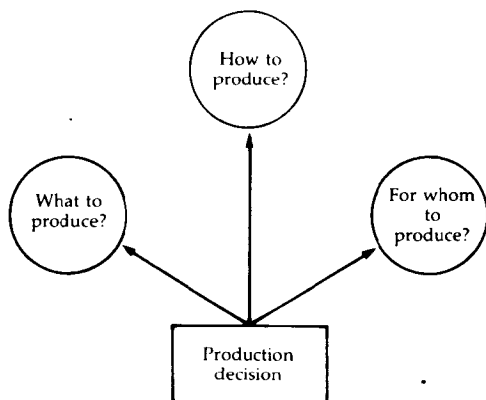 How to
produce?
What to
produce?
For whom
to
produce?
Production
decision